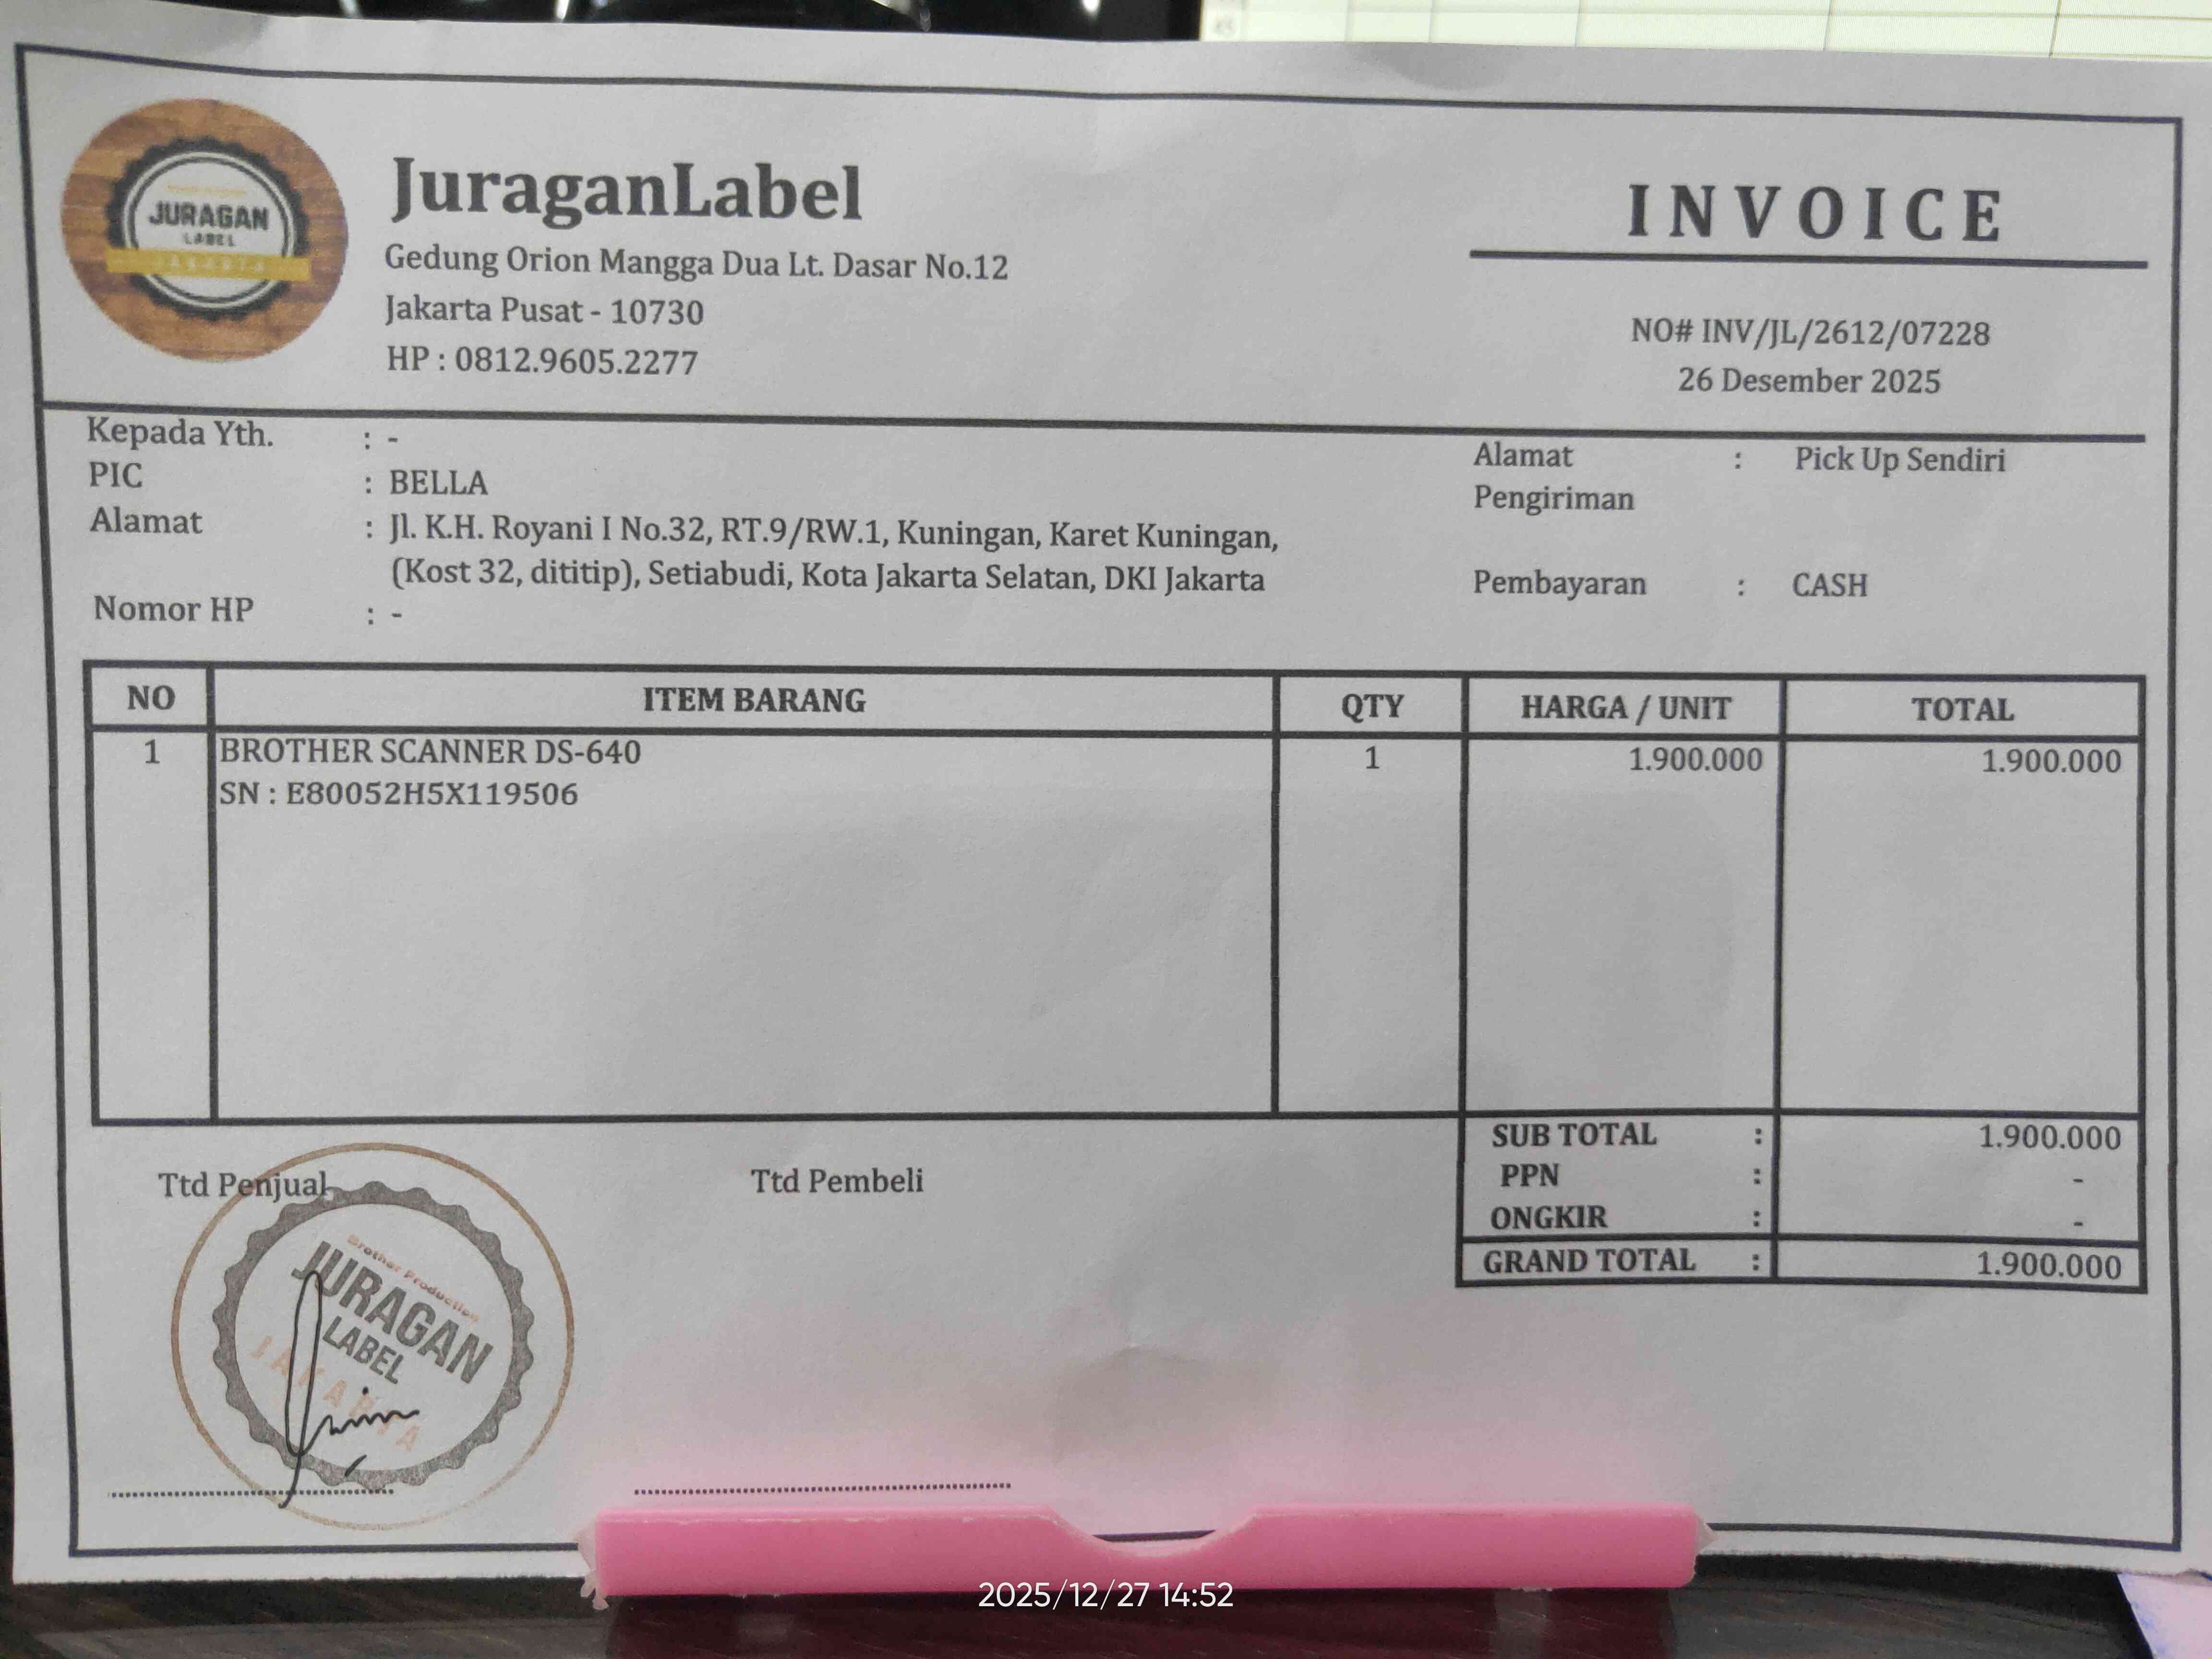 JURAGAN
LABEL
JAKARTA
JuraganLabel
Gedung Orion Mangga Dua Lt. Dasar No.12
Jakarta Pusat - 10730
HP : 0812.9605.2277
INVOICE
NO# INV/JL/2612/07228
26 Desember 2025
Kepada Yth. : -
PIC : BELLA
Alamat : Jl. K.H. Royani I No.32, RT.9/RW.1, Kuningan, Karet Kuningan,
(Kost 32, dititip), Setiabudi, Kota Jakarta Selatan, DKI Jakarta
Nomor HP : -
Alamat : Pick Up Sendiri
Pengiriman
Pembayaran : CASH
NO ITEM BARANG QTY HARGA / UNIT TOTAL
1 BROTHER SCANNER DS-640 1 1.900.000 1.900.000
SN : E80052H5X119506
SUB TOTAL : 1.900.000
PPN : -
ONGKIR : -
GRAND TOTAL : 1.900.000
Ttd Penjual Ttd Pembeli
Brother Production
JURAGAN
LABEL
JAKARTA
2025/12/27 14:52